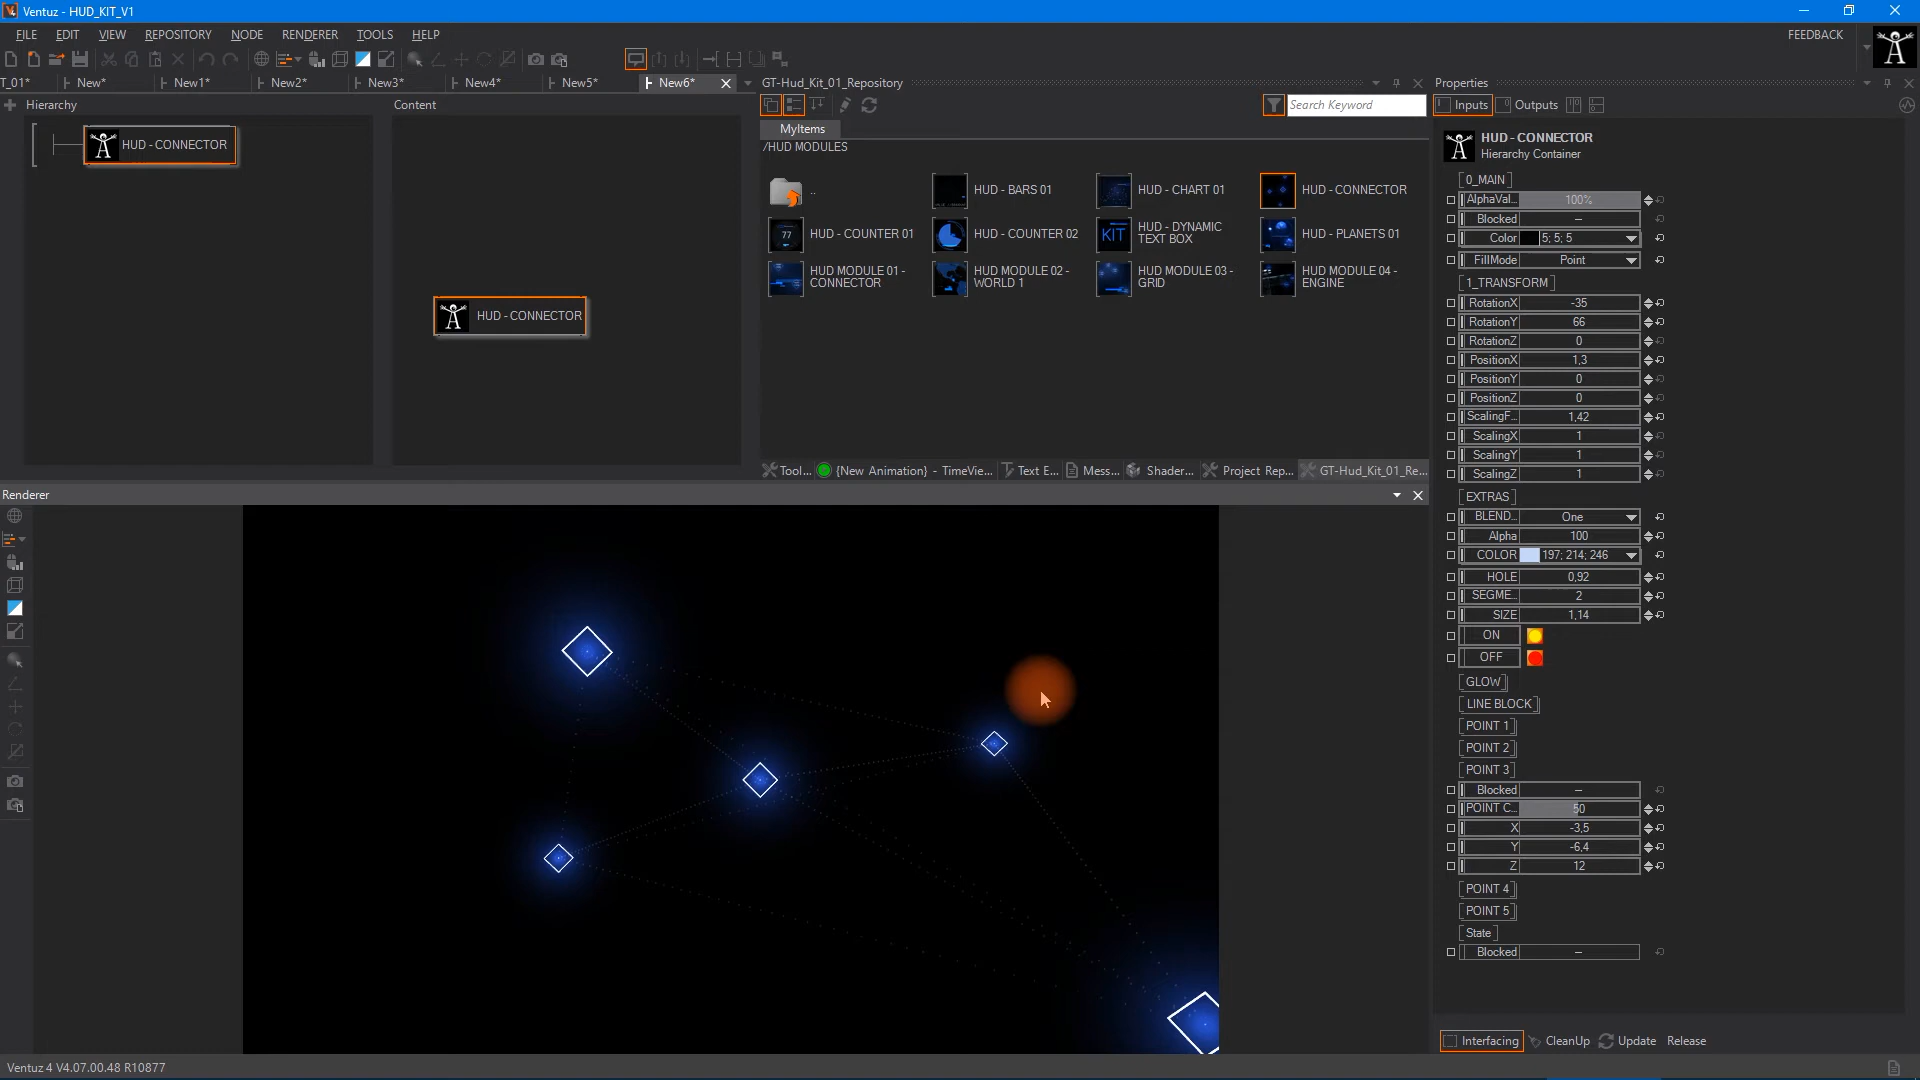 Ventuz - HUD_KIT_V1
FILE EDIT VIEW REPOSITORY NODE RENDERER TOOLS HELP
FEEDBACK
T_01* New* New1* New2* New3* New4* New5* New6*
GT-Hud_Kit_01_Repository
Properties
Hierarchy
Content
Search Keyword
Inputs Outputs
MyItems
/HUD MODULES
HUD - CONNECTOR
HUD - CONNECTOR
..
HUD - BARS 01
HUD - CHART 01
HUD - CONNECTOR
77
HUD - COUNTER 01
HUD - COUNTER 02
KIT
HUD - DYNAMIC
TEXT BOX
HUD - PLANETS 01
HUD MODULE 01 -
CONNECTOR
HUD MODULE 02 -
WORLD 1
HUD MODULE 03 -
GRID
HUD MODULE 04 -
ENGINE
Tool... {New Animation} - TimeVie... Text E... Mess... Shader... Project Rep... GT-Hud_Kit_01_Re...
Renderer
HUD - CONNECTOR
Hierarchy Container
0_MAIN
AlphaVal... 100%
Blocked –
Color 5; 5; 5
FillMode Point
1_TRANSFORM
RotationX -35
RotationY 66
RotationZ 0
PositionX 1,3
PositionY 0
PositionZ 0
ScalingF... 1,42
ScalingX 1
ScalingY 1
ScalingZ 1
EXTRAS
BLEND... One
Alpha 100
COLOR 197; 214; 246
HOLE 0,92
SEGME... 2
SIZE 1,14
ON
OFF
GLOW
LINE BLOCK
POINT 1
POINT 2
POINT 3
Blocked –
POINT C... 50
X -3,5
Y -6,4
Z 12
POINT 4
POINT 5
State
Blocked –
Interfacing CleanUp Update Release
Ventuz 4 V4.07.00.48 R10877